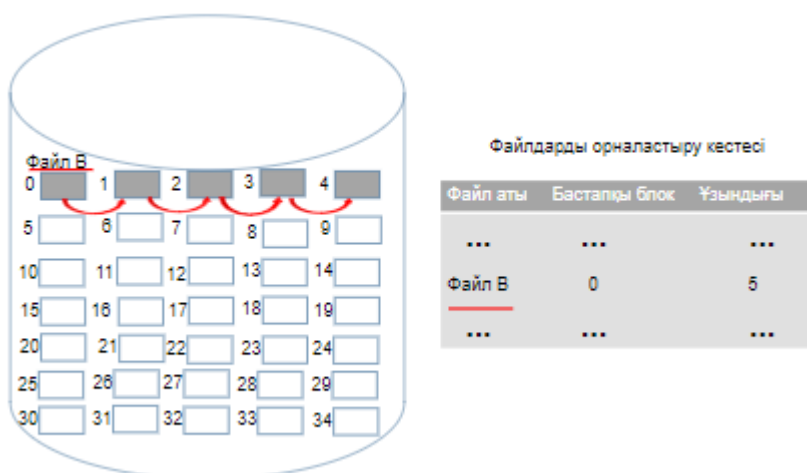 Файл В
0 1 2 3 4
5 6 7 8 9
10 11 12 13 14
15 16 17 18 19
20 21 22 23 24
25 26 27 28 29
30 31 32 33 34
Файлдарды орналастыру кестесі
Файл аты Бастапқы блок Ұзындығы
... ... ...
Файл В 0 5
... ... ...